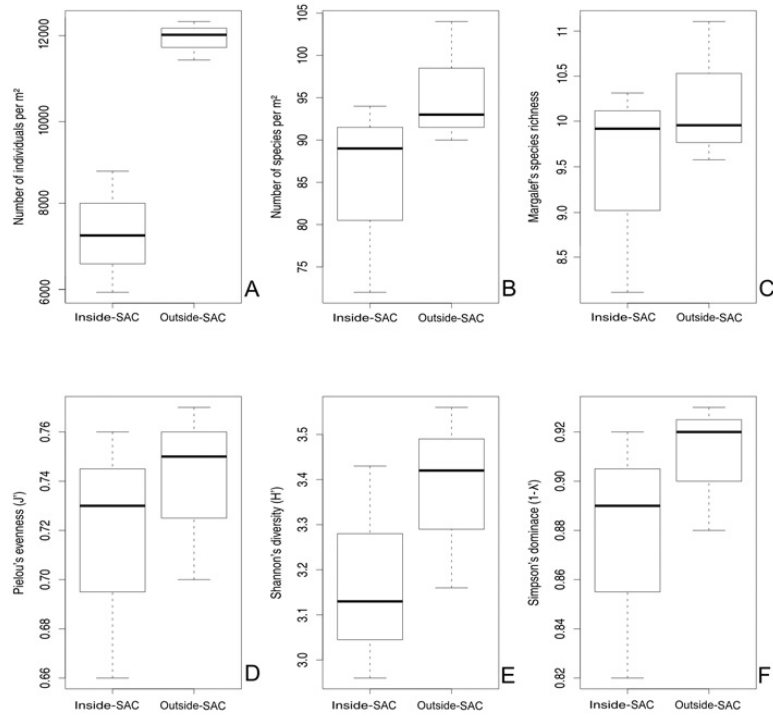 Number of individuals per m²
12000
10000
8000
6000
Inside-SAC
Outside-SAC
A
Number of species per m²
105
100
95
90
85
80
75
Inside-SAC
Outside-SAC
B
Margalef's species richness
11
10.5
10
9.5
9.0
8.5
Inside-SAC
Outside-SAC
C
Pielou's evenness (J')
0.76
0.74
0.72
0.70
0.68
0.66
Inside-SAC
Outside-SAC
D
Shannon's diversity (H')
3.5
3.4
3.3
3.2
3.1
3.0
Inside-SAC
Outside-SAC
E
Simpson's dominace (1-λ')
0.92
0.90
0.88
0.86
0.84
0.82
Inside-SAC
Outside-SAC
F